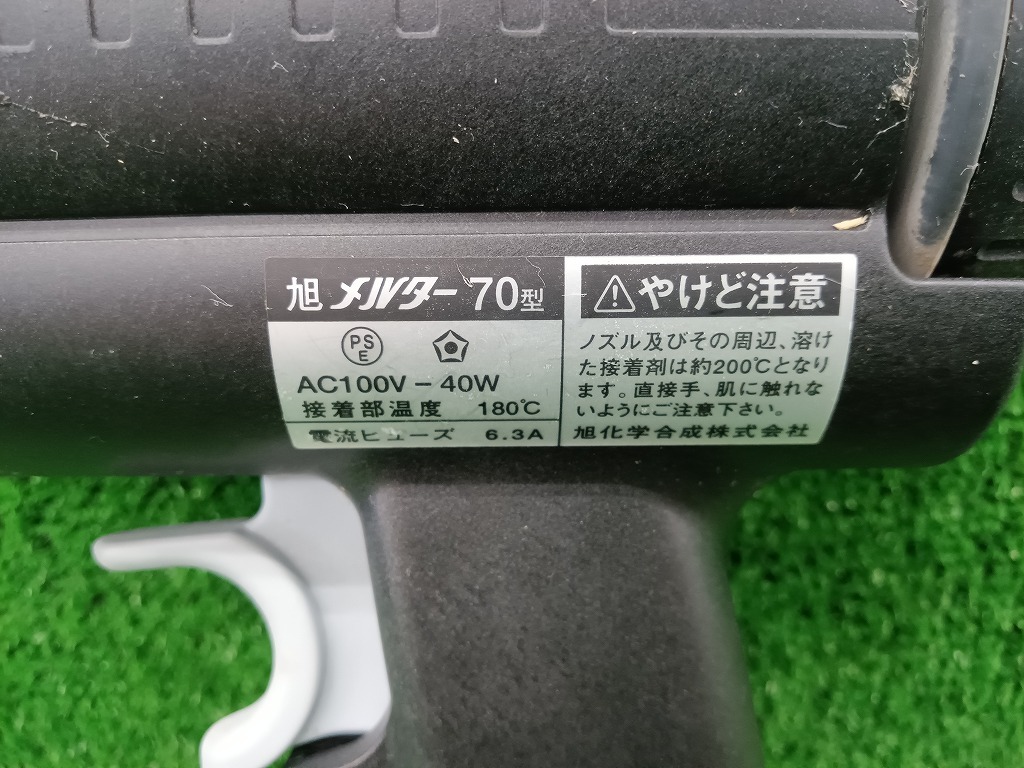 旭 メルター 70型
PS
E
AC100V－40W
接着部温度 180℃
電流ヒューズ 6.3A
⚠やけど注意
ノズル及びその周辺、溶け
た接着剤は約200℃となり
ます。直接手、肌に触れな
いようにご注意下さい。
旭化学合成株式会社